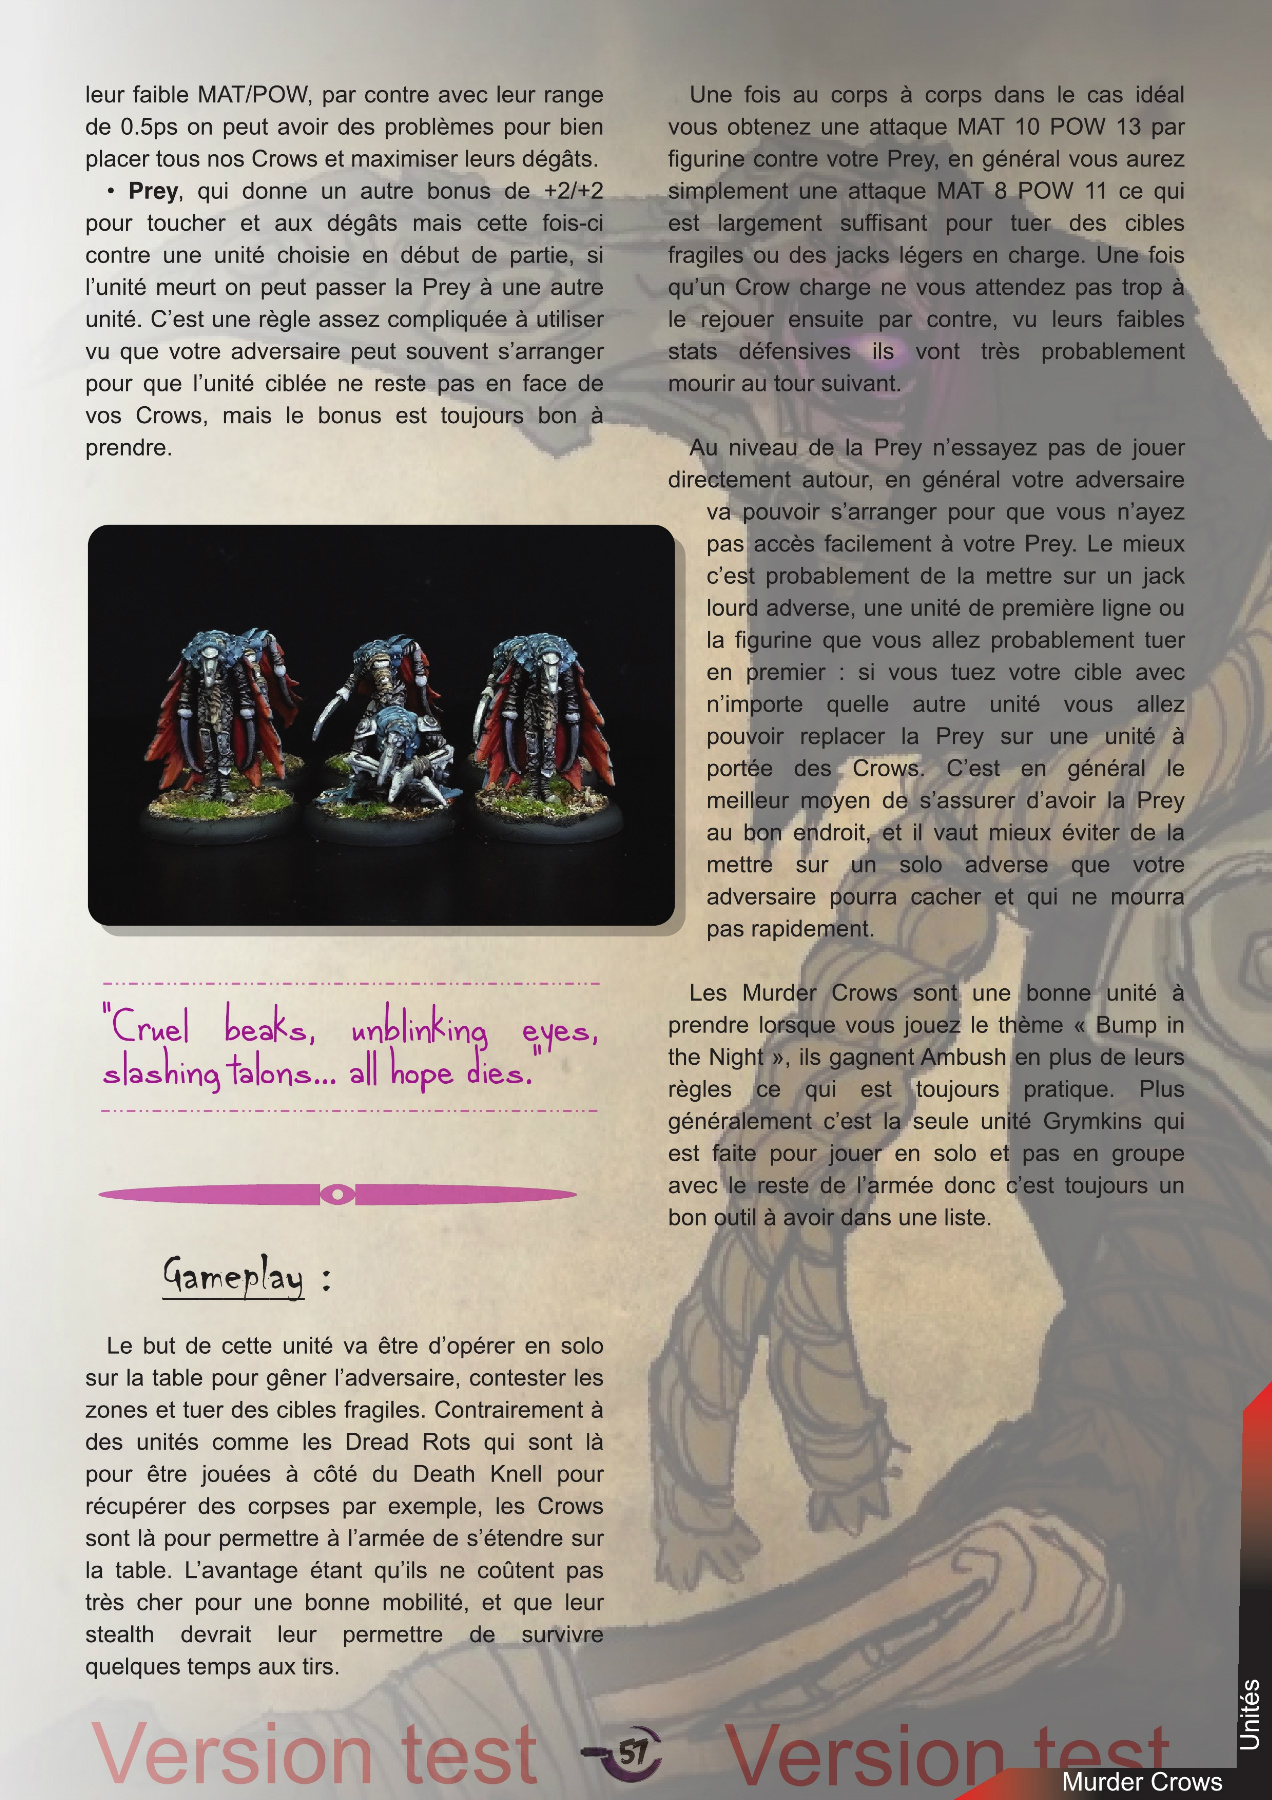 leur faible MAT/POW, par contre avec leur range
de 0.5ps on peut avoir des problèmes pour bien
placer tous nos Crows et maximiser leurs dégâts.
• Prey, qui donne un autre bonus de +2/+2
pour toucher et aux dégâts mais cette fois-ci
contre une unité choisie en début de partie, si
l’unité meurt on peut passer la Prey à une autre
unité. C’est une règle assez compliquée à utiliser
vu que votre adversaire peut souvent s’arranger
pour que l’unité ciblée ne reste pas en face de
vos Crows, mais le bonus est toujours bon à
prendre.
"Cruel beaks, unblinking eyes,
slashing talons... all hope dies."
Gameplay :
Le but de cette unité va être d’opérer en solo
sur la table pour gêner l’adversaire, contester les
zones et tuer des cibles fragiles. Contrairement à
des unités comme les Dread Rots qui sont là
pour être jouées à côté du Death Knell pour
récupérer des corpses par exemple, les Crows
sont là pour permettre à l’armée de s’étendre sur
la table. L’avantage étant qu’ils ne coûtent pas
très cher pour une bonne mobilité, et que leur
stealth devrait leur permettre de survivre
quelques temps aux tirs.
Une fois au corps à corps dans le cas idéal
vous obtenez une attaque MAT 10 POW 13 par
figurine contre votre Prey, en général vous aurez
simplement une attaque MAT 8 POW 11 ce qui
est largement suffisant pour tuer des cibles
fragiles ou des jacks légers en charge. Une fois
qu’un Crow charge ne vous attendez pas trop à
le rejouer ensuite par contre, vu leurs faibles
stats défensives ils vont très probablement
mourir au tour suivant.
Au niveau de la Prey n’essayez pas de jouer
directement autour, en général votre adversaire
va pouvoir s’arranger pour que vous n’ayez
pas accès facilement à votre Prey. Le mieux
c’est probablement de la mettre sur un jack
lourd adverse, une unité de première ligne ou
la figurine que vous allez probablement tuer
en premier : si vous tuez votre cible avec
n’importe quelle autre unité vous allez
pouvoir replacer la Prey sur une unité à
portée des Crows. C’est en général le
meilleur moyen de s’assurer d’avoir la Prey
au bon endroit, et il vaut mieux éviter de la
mettre sur un solo adverse que votre
adversaire pourra cacher et qui ne mourra
pas rapidement.
Les Murder Crows sont une bonne unité à
prendre lorsque vous jouez le thème « Bump in
the Night », ils gagnent Ambush en plus de leurs
règles ce qui est toujours pratique. Plus
généralement c’est la seule unité Grymkins qui
est faite pour jouer en solo et pas en groupe
avec le reste de l’armée donc c’est toujours un
bon outil à avoir dans une liste.
Version test
57
Version test
Unités
Murder Crows